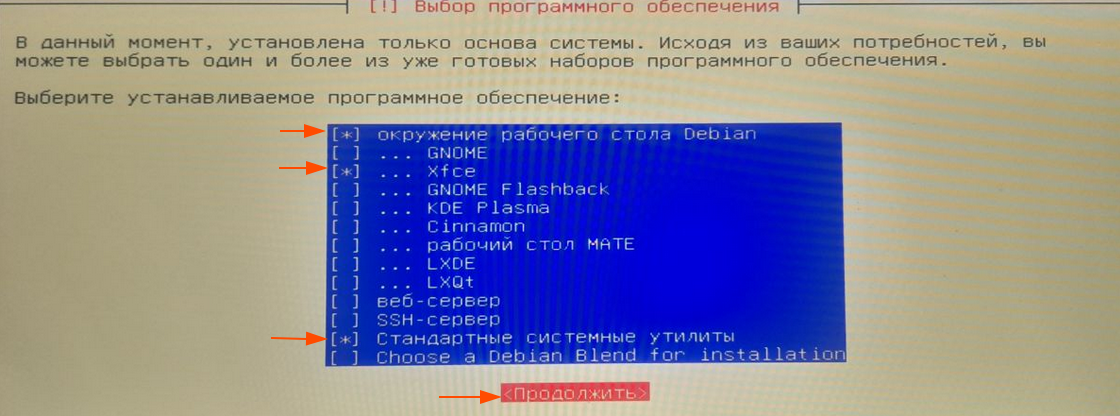 [!] Выбор программного обеспечения
В данный момент, установлена только основа системы. Исходя из ваших потребностей, вы
можете выбрать один и более из уже готовых наборов программного обеспечения.
Выберите устанавливаемое программное обеспечение:
[*] окружение рабочего стола Debian
[ ] ... GNOME
[*] ... Xfce
[ ] ... GNOME Flashback
[ ] ... KDE Plasma
[ ] ... Cinnamon
[ ] ... рабочий стол MATE
[ ] ... LXDE
[ ] ... LXQt
[ ] веб-сервер
[ ] SSH-сервер
[*] Стандартные системные утилиты
[ ] Choose a Debian Blend for installation
<Продолжить>